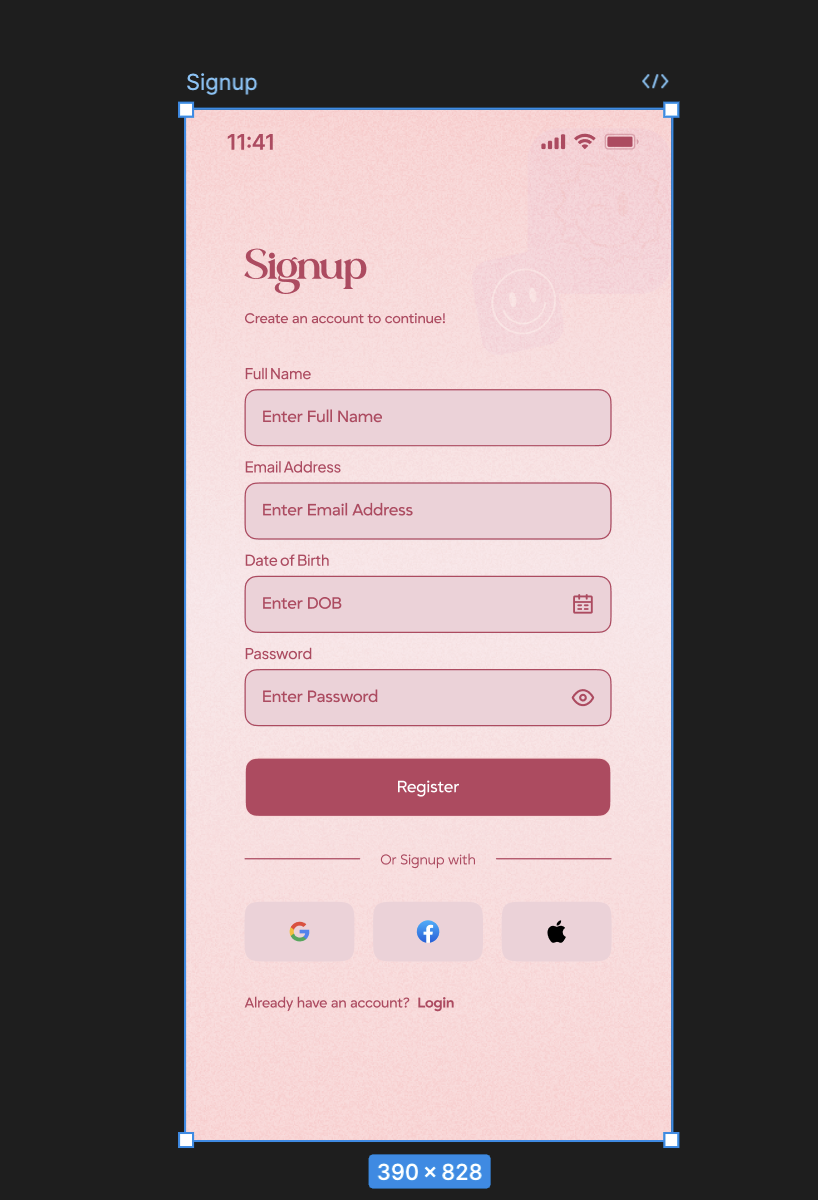 Signup
11:41
Signup
Create an account to continue!
Full Name
Enter Full Name
Email Address
Enter Email Address
Date of Birth
Enter DOB
Password
Enter Password
Register
Or Signup with
Already have an account? Login
390 × 828